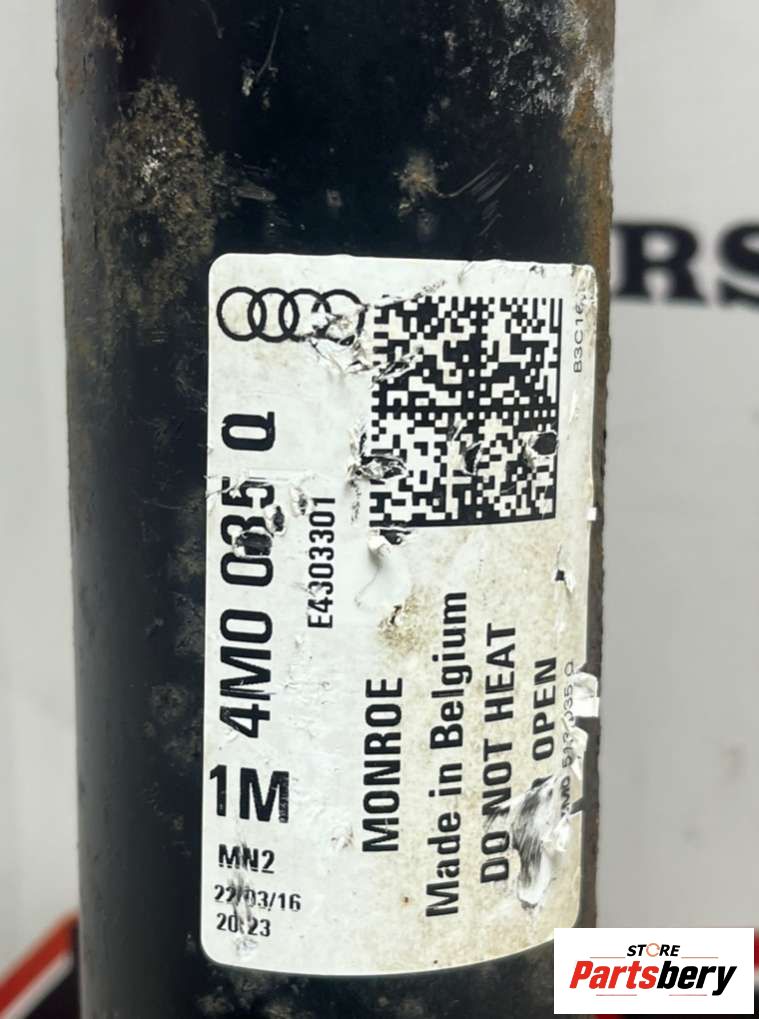 4M0 035 Q
E4303301
1M
MN2
22/03/16
20:23
MONROE
Made in Belgium
DO NOT HEAT
OPEN
B3C16
RS
STORE
Partsbery